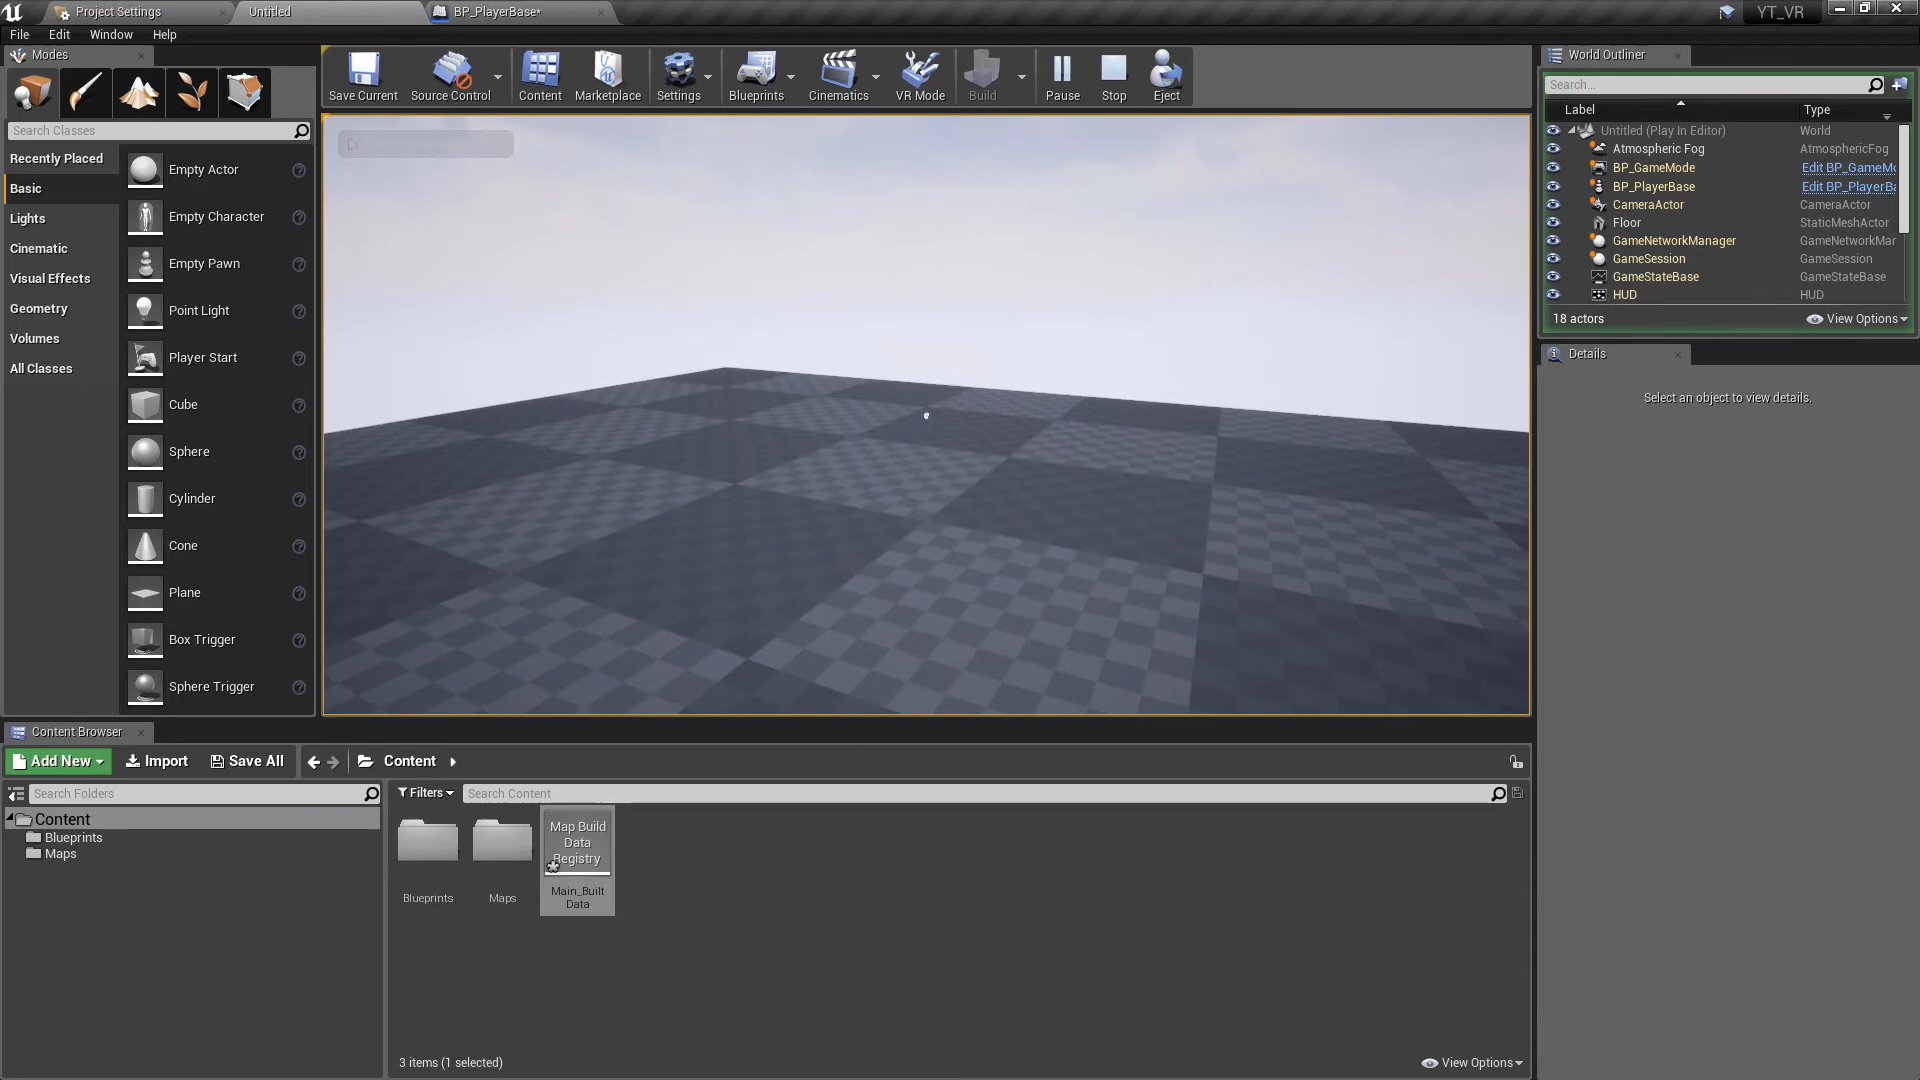 Project Settings
Untitled
BP_PlayerBase*
YT_VR
File Edit Window Help
Modes
Search Classes
Recently Placed
Basic
Lights
Cinematic
Visual Effects
Geometry
Volumes
All Classes
Empty Actor
Empty Character
Empty Pawn
Point Light
Player Start
Cube
Sphere
Cylinder
Cone
Plane
Box Trigger
Sphere Trigger
Save Current
Source Control
Content
Marketplace
Settings
Blueprints
Cinematics
VR Mode
Build
Pause
Stop
Eject
World Outliner
Search...
Label Type
Untitled (Play In Editor) World
Atmospheric Fog AtmosphericFog
BP_GameMode Edit BP_GameMo
BP_PlayerBase Edit BP_PlayerBa
CameraActor CameraActor
Floor StaticMeshActor
GameNetworkManager GameNetworkMar
GameSession GameSession
GameStateBase GameStateBase
HUD HUD
18 actors View Options
Details
Select an object to view details.
Content Browser
Add New Import Save All Content
Search Folders
Content
Blueprints
Maps
Filters Search Content
Blueprints
Maps
Map Build
Data
Registry
Main_Built
Data
3 items (1 selected) View Options